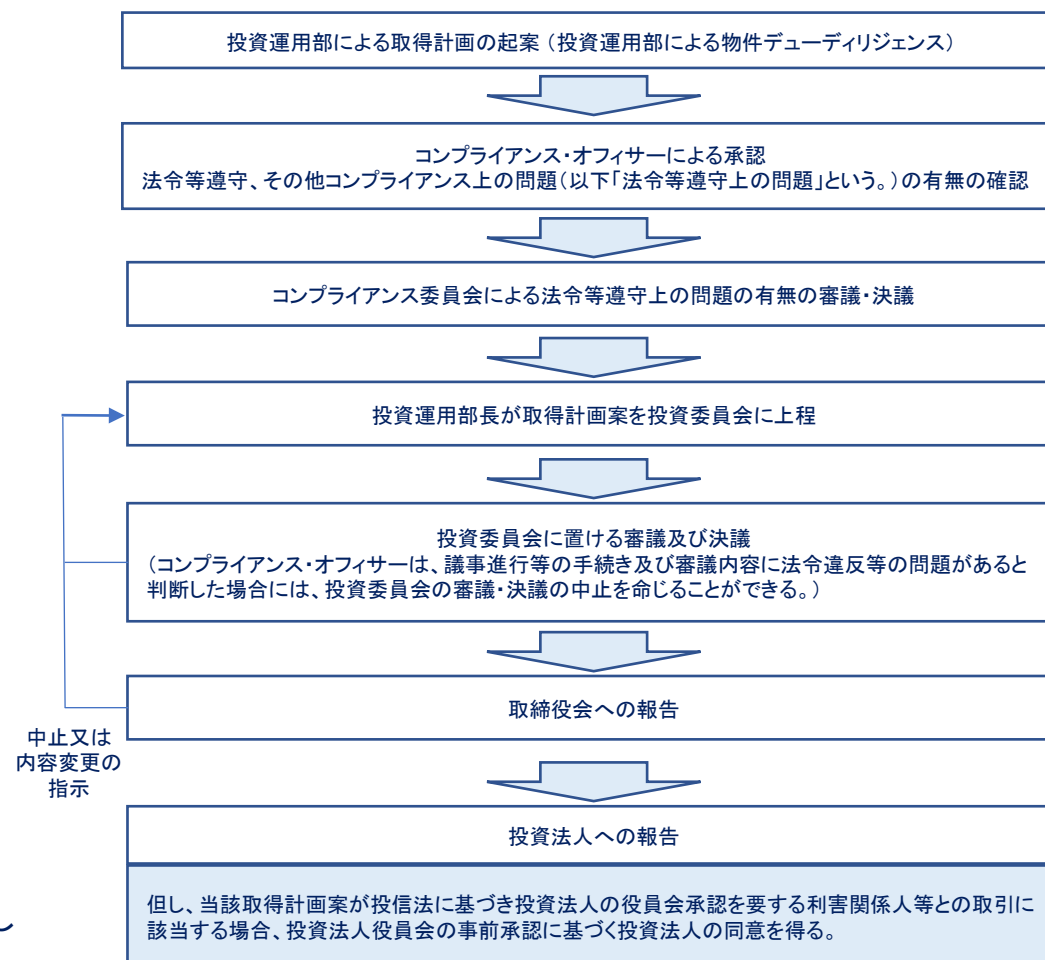 投資運用部による取得計画の起案（投資運用部による物件デューディリジェンス）
コンプライアンス・オフィサーによる承認
法令等遵守、その他コンプライアンス上の問題（以下「法令等遵守上の問題」という。）の有無の確認
コンプライアンス委員会による法令等遵守上の問題の有無の審議・決議
投資運用部長が取得計画案を投資委員会に上程
投資委員会に置ける審議及び決議
（コンプライアンス・オフィサーは、議事進行等の手続き及び審議内容に法令違反等の問題があると
判断した場合には、投資委員会の審議・決議の中止を命じることができる。）
取締役会への報告
中止又は
内容変更の
指示
投資法人への報告
但し、当該取得計画案が投信法に基づき投資法人の役員会承認を要する利害関係人等との取引に
該当する場合、投資法人役員会の事前承認に基づく投資法人の同意を得る。